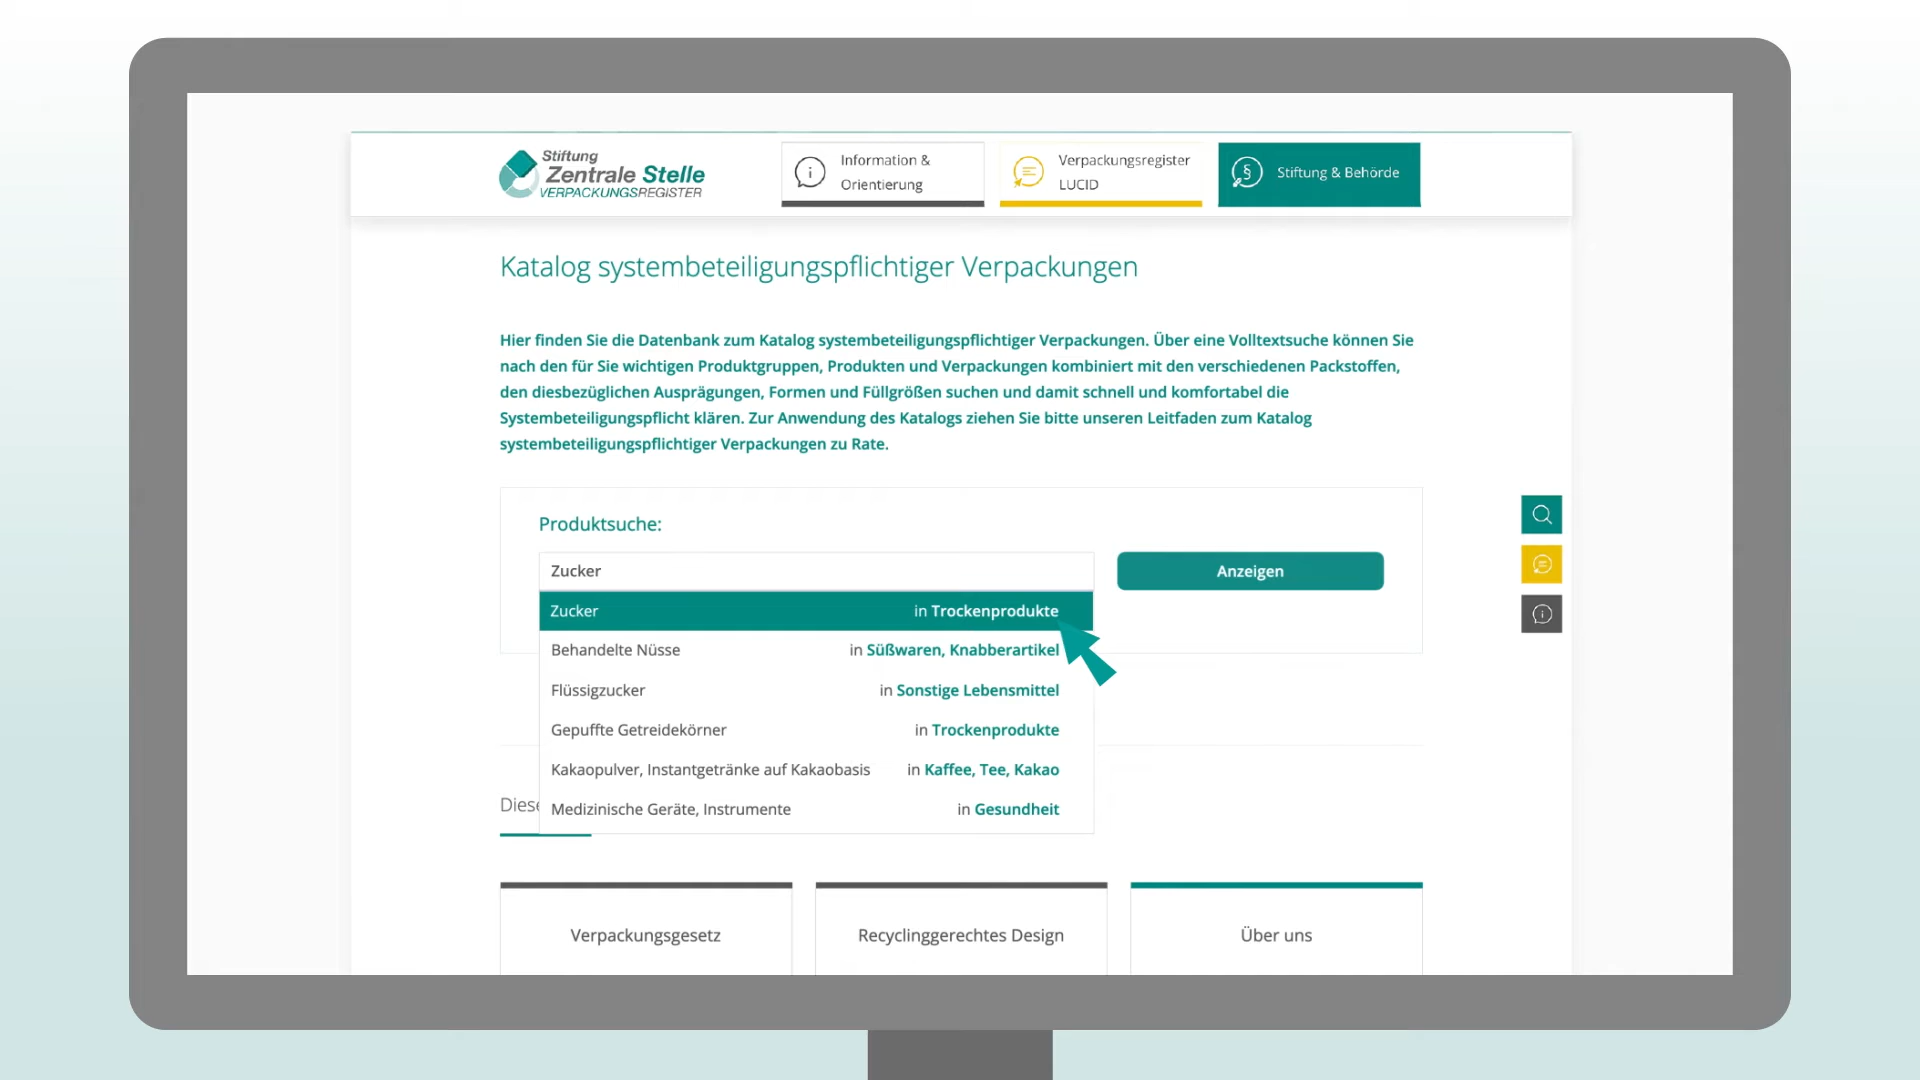 Stiftung
Zentrale Stelle
VERPACKUNGSREGISTER
Information &
Orientierung
Verpackungsregister
LUCID
Stiftung & Behörde
Katalog systembeteiligungspflichtiger Verpackungen
Hier finden Sie die Datenbank zum Katalog systembeteiligungspflichtiger Verpackungen. Über eine Volltextsuche können Sie
nach den für Sie wichtigen Produktgruppen, Produkten und Verpackungen kombiniert mit den verschiedenen Packstoffen,
den diesbezüglichen Ausprägungen, Formen und Füllgrößen suchen und damit schnell und komfortabel die
Systembeteiligungspflicht klären. Zur Anwendung des Katalogs ziehen Sie bitte unseren Leitfaden zum Katalog
systembeteiligungspflichtiger Verpackungen zu Rate.
Produktsuche:
Zucker
Anzeigen
Zucker in Trockenprodukte
Behandelte Nüsse in Süßwaren, Knabberartikel
Flüssigzucker in Sonstige Lebensmittel
Gepuffte Getreidekörner in Trockenprodukte
Kakaopulver, Instantgetränke auf Kakaobasis in Kaffee, Tee, Kakao
Diese
Medizinische Geräte, Instrumente in Gesundheit
Verpackungsgesetz
Recyclinggerechtes Design
Über uns